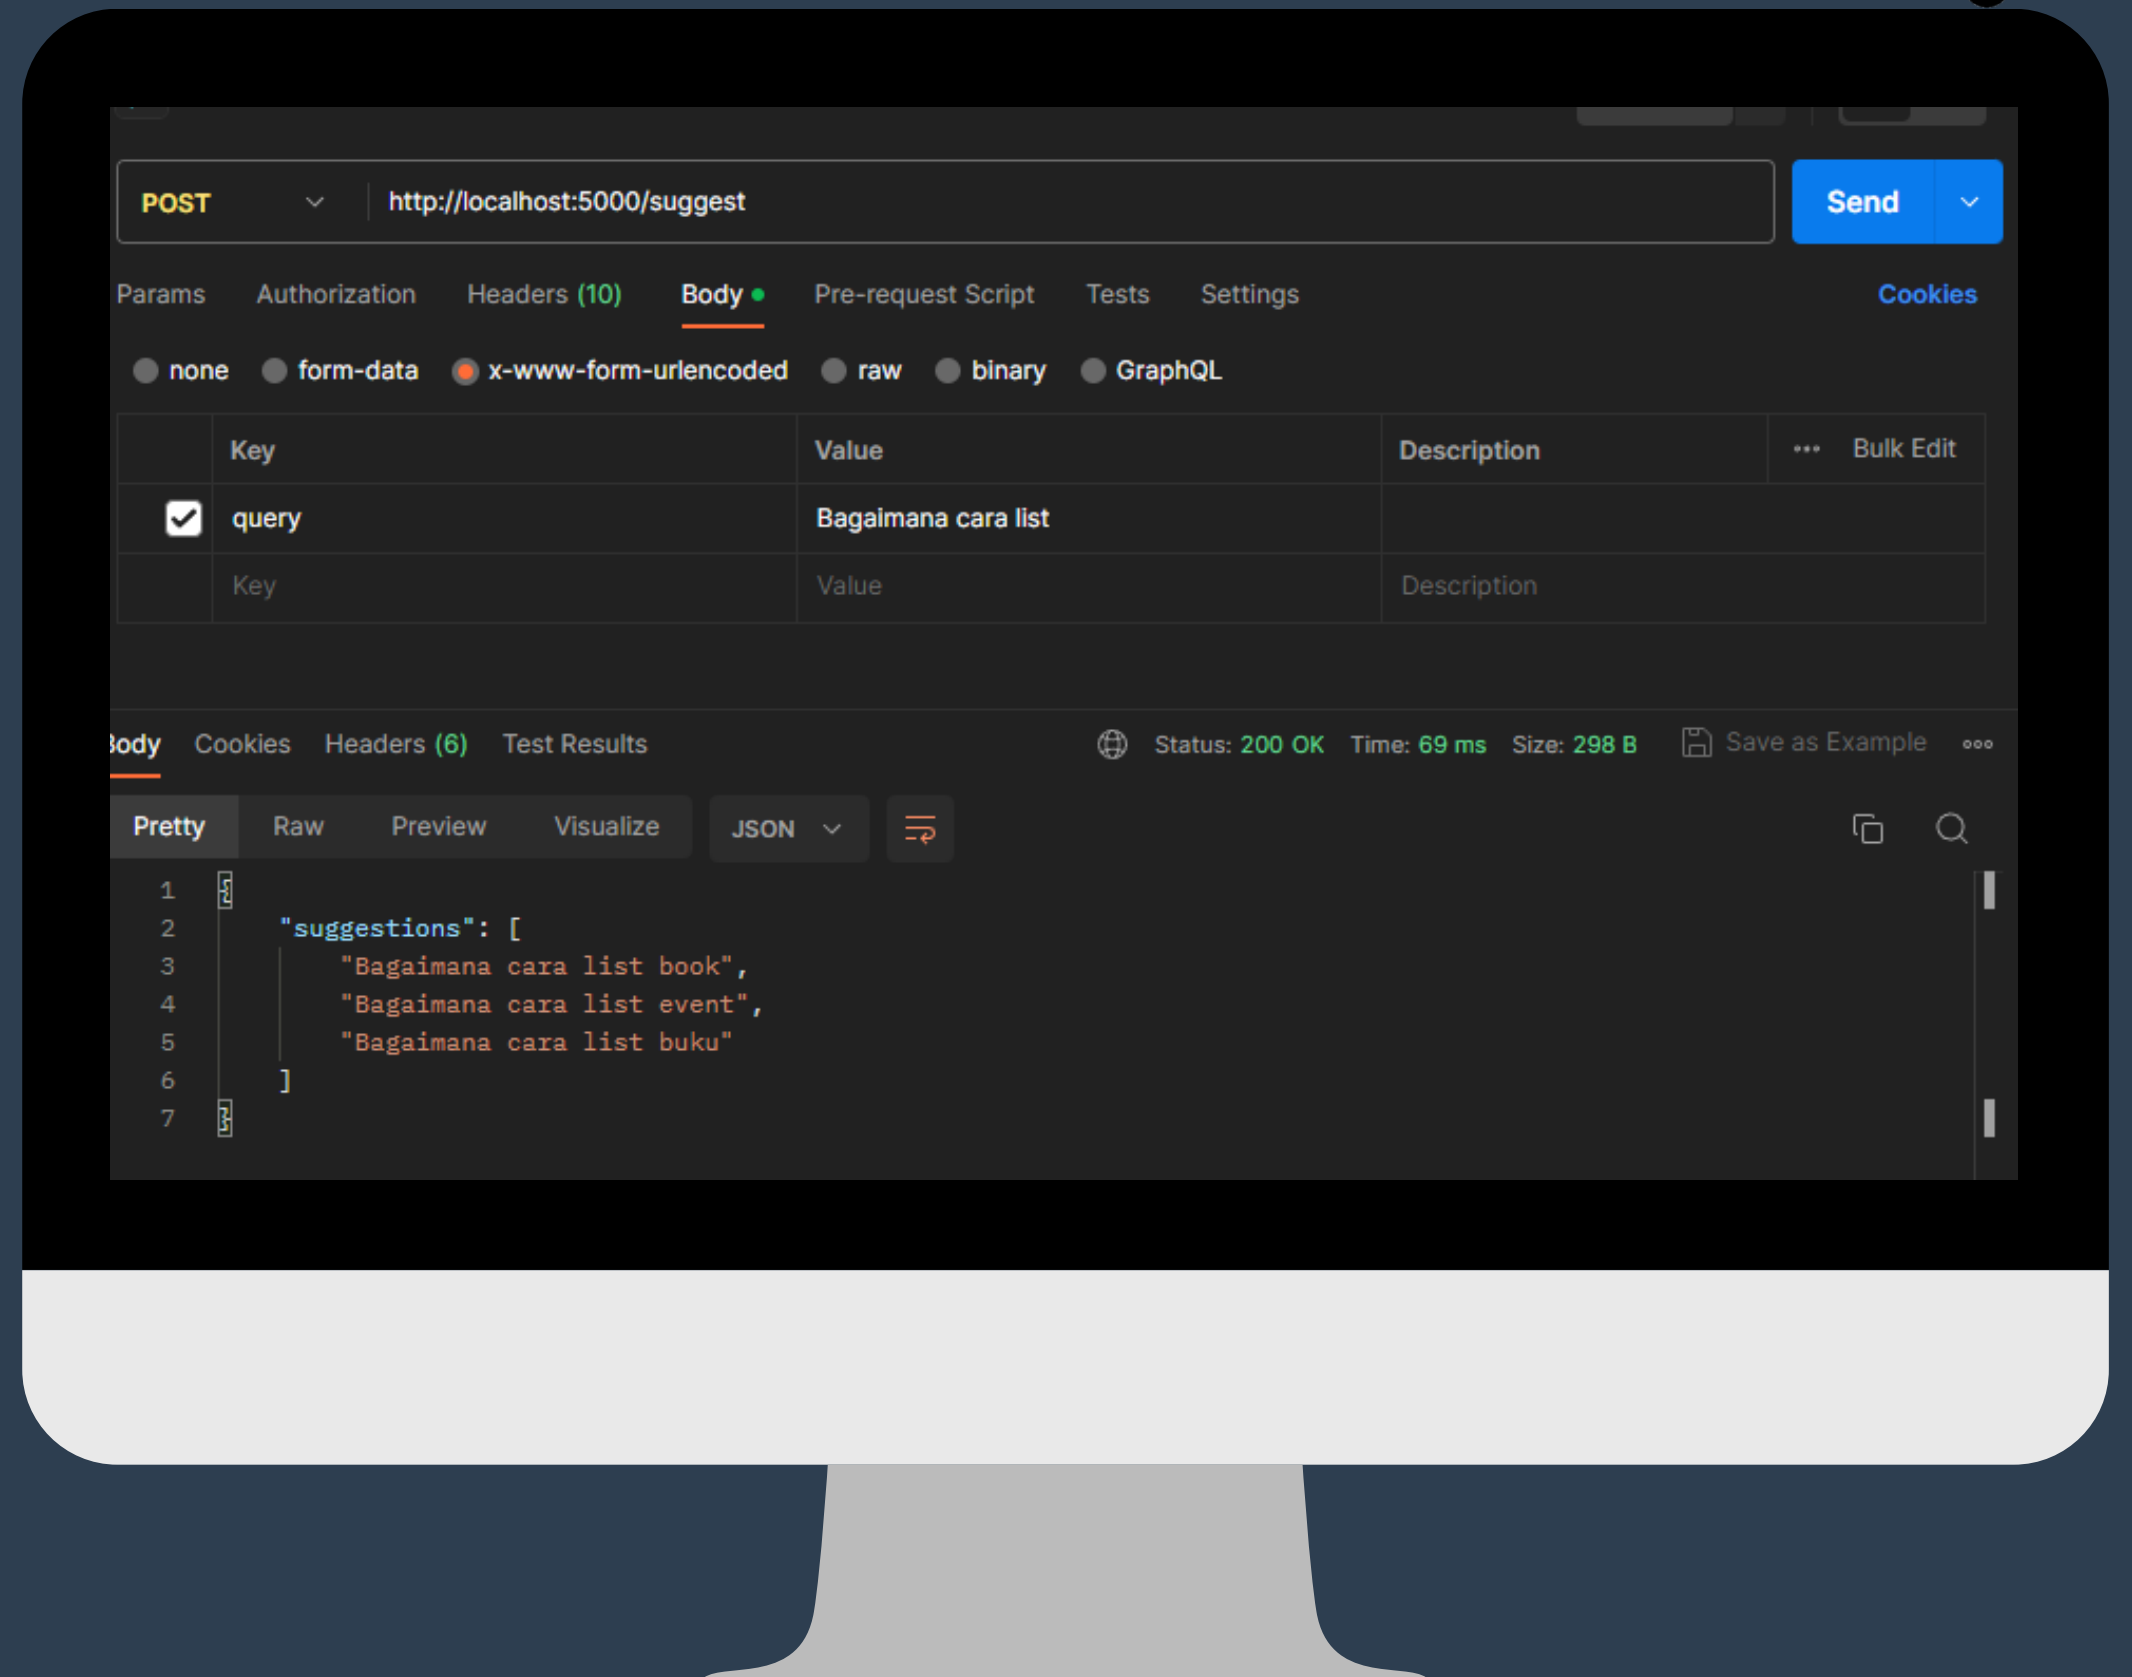 POST http://localhost:5000/suggest Send
Params Authorization Headers (10) Body Pre-request Script Tests Settings Cookies
none form-data x-www-form-urlencoded raw binary GraphQL
Key Value Description ••• Bulk Edit
query Bagaimana cara list
Key Value Description
Body Cookies Headers (6) Test Results Status: 200 OK Time: 69 ms Size: 298 B Save as Example
Pretty Raw Preview Visualize JSON
1 {
2 "suggestions": [
3 "Bagaimana cara list book",
4 "Bagaimana cara list event",
5 "Bagaimana cara list buku"
6 ]
7 }